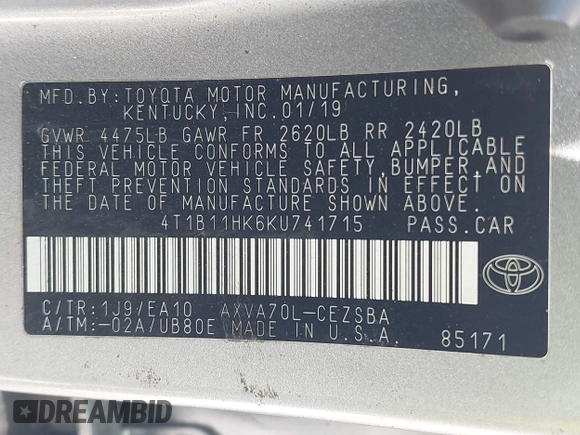 MFD.BY:TOYOTA MOTOR MANUFACTURING,
KENTUCKY,INC.01/19
GVWR 4475LB GAWR FR 2620LB RR 2420LB
THIS VEHICLE CONFORMS TO ALL APPLICABLE
FEDERAL MOTOR VEHICLE SAFETY,BUMPER,AND
THEFT PREVENTION STANDARDS IN EFFECT ON
THE DATE OF MANUFACTURE SHOWN ABOVE.
4T1B11HK6KU741715 PASS.CAR
C/TR:1J9/EA10 AXVA70L-CEZSBA
A/TM:-02A/UB80E MADE IN U.S.A. 85171
DREAMBID